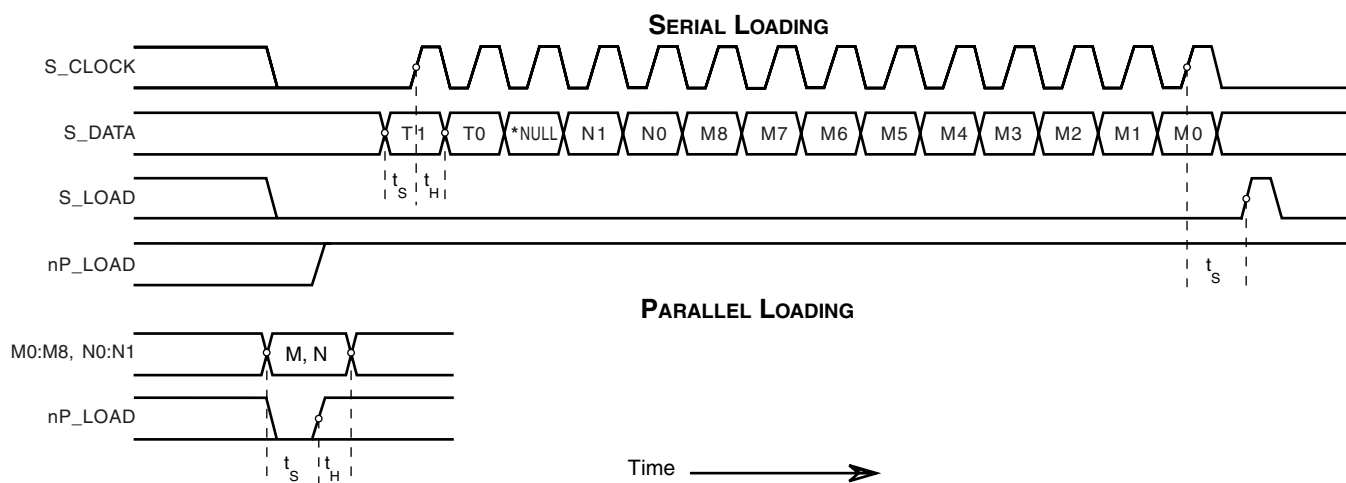 SERIAL LOADING
S_CLOCK
S_DATA T1 T0 *NULL N1 N0 M8 M7 M6 M5 M4 M3 M2 M1 M0
tS tH
S_LOAD
nP_LOAD
tS
PARALLEL LOADING
M0:M8, N0:N1 M, N
nP_LOAD
tS tH
Time